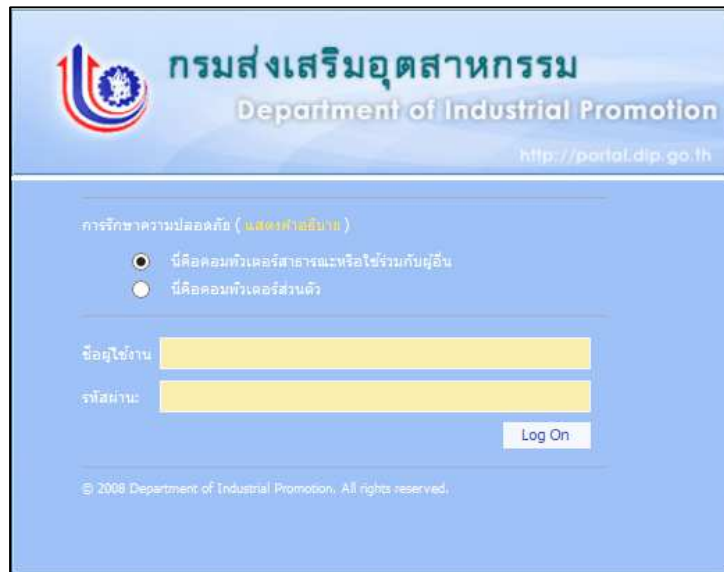 กรมส่งเสริมอุตสาหกรรม
Department of Industrial Promotion
http://portal.dip.go.th
การรักษาความปลอดภัย ( แสดงคำอธิบาย )
นี่คือคอมพิวเตอร์สาธารณะหรือใช้ร่วมกับผู้อื่น
นี่คือคอมพิวเตอร์ส่วนตัว
ชื่อผู้ใช้งาน
รหัสผ่าน:
Log On
© 2008 Department of Industrial Promotion. All rights reserved.